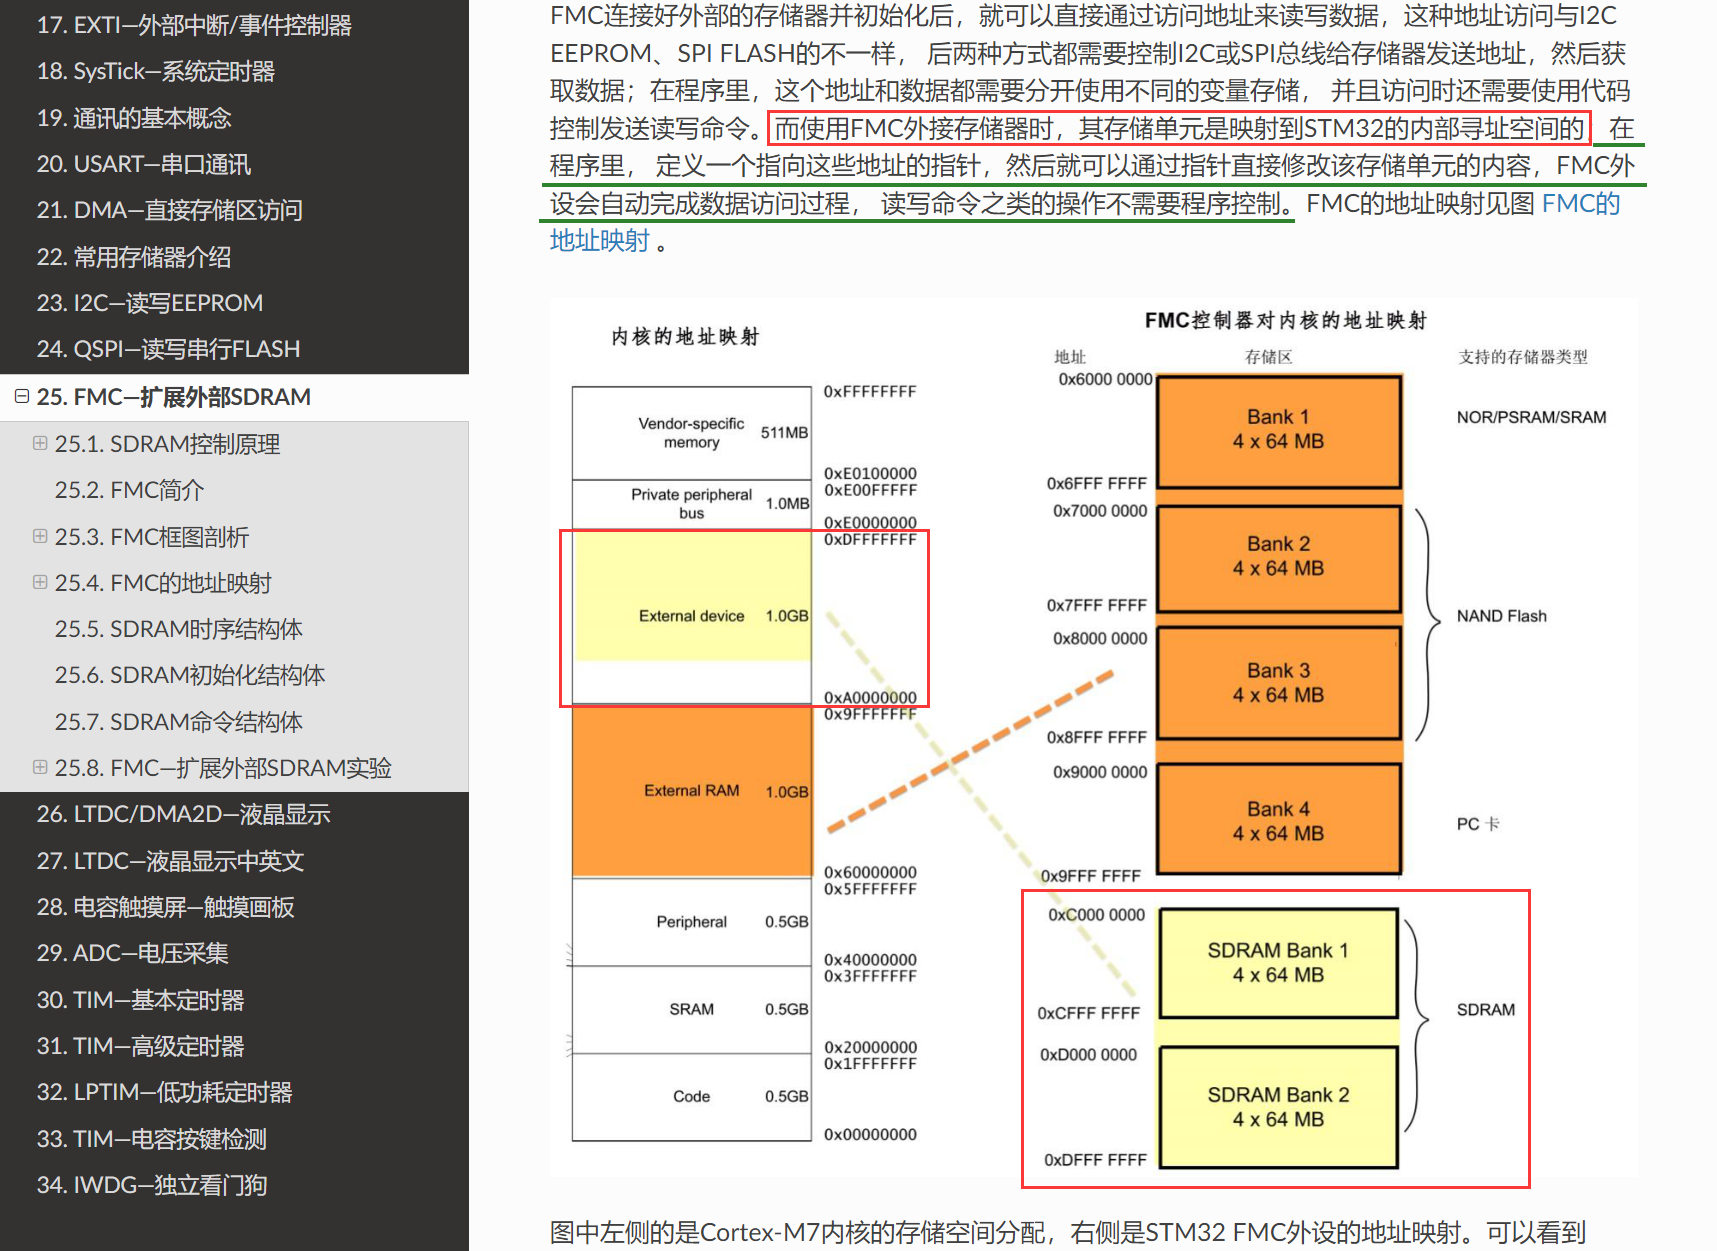 17. EXTI—外部中断/事件控制器
18. SysTick—系统定时器
19. 通讯的基本概念
20. USART—串口通讯
21. DMA—直接存储区访问
22. 常用存储器介绍
23. I2C—读写EEPROM
24. QSPI—读写串行FLASH
25. FMC—扩展外部SDRAM
25.1. SDRAM控制原理
25.2. FMC简介
25.3. FMC框图剖析
25.4. FMC的地址映射
25.5. SDRAM时序结构体
25.6. SDRAM初始化结构体
25.7. SDRAM命令结构体
25.8. FMC—扩展外部SDRAM实验
26. LTDC/DMA2D—液晶显示
27. LTDC—液晶显示中英文
28. 电容触摸屏—触摸画板
29. ADC—电压采集
30. TIM—基本定时器
31. TIM—高级定时器
32. LPTIM—低功耗定时器
33. TIM—电容按键检测
34. IWDG—独立看门狗
FMC连接好外部的存储器并初始化后，就可以直接通过访问地址来读写数据，这种地址访问与I2C
EEPROM、SPI FLASH的不一样， 后两种方式都需要控制I2C或SPI总线给存储器发送地址，然后获
取数据；在程序里，这个地址和数据都需要分开使用不同的变量存储， 并且访问时还需要使用代码
控制发送读写命令。而使用FMC外接存储器时，其存储单元是映射到STM32的内部寻址空间的 在
程序里， 定义一个指向这些地址的指针，然后就可以通过指针直接修改该存储单元的内容，FMC外
设会自动完成数据访问过程， 读写命令之类的操作不需要程序控制。FMC的地址映射见图 FMC的
地址映射 。
内核的地址映射
0xFFFFFFFF
Vendor-specific
memory 511MB
0xE0100000
0xE00FFFFF
Private peripheral
bus 1.0MB
0xE0000000
0xDFFFFFFF
External device 1.0GB
0xA0000000
0x9FFFFFFF
External RAM 1.0GB
0x60000000
0x5FFFFFFF
Peripheral 0.5GB
0x40000000
0x3FFFFFFF
SRAM 0.5GB
0x20000000
0x1FFFFFFF
Code 0.5GB
0x00000000
FMC控制器对内核的地址映射
地址 存储区 支持的存储器类型
0x6000 0000
Bank 1
4 x 64 MB
NOR/PSRAM/SRAM
0x6FFF FFFF
0x7000 0000
Bank 2
4 x 64 MB
0x7FFF FFFF
NAND Flash
0x8000 0000
Bank 3
4 x 64 MB
0x8FFF FFFF
0x9000 0000
Bank 4
4 x 64 MB
PC 卡
0x9FFF FFFF
0xC000 0000
SDRAM Bank 1
4 x 64 MB
0xCFFF FFFF
SDRAM
0xD000 0000
SDRAM Bank 2
4 x 64 MB
0xDFFF FFFF
图中左侧的是Cortex-M7内核的存储空间分配，右侧是STM32 FMC外设的地址映射。可以看到